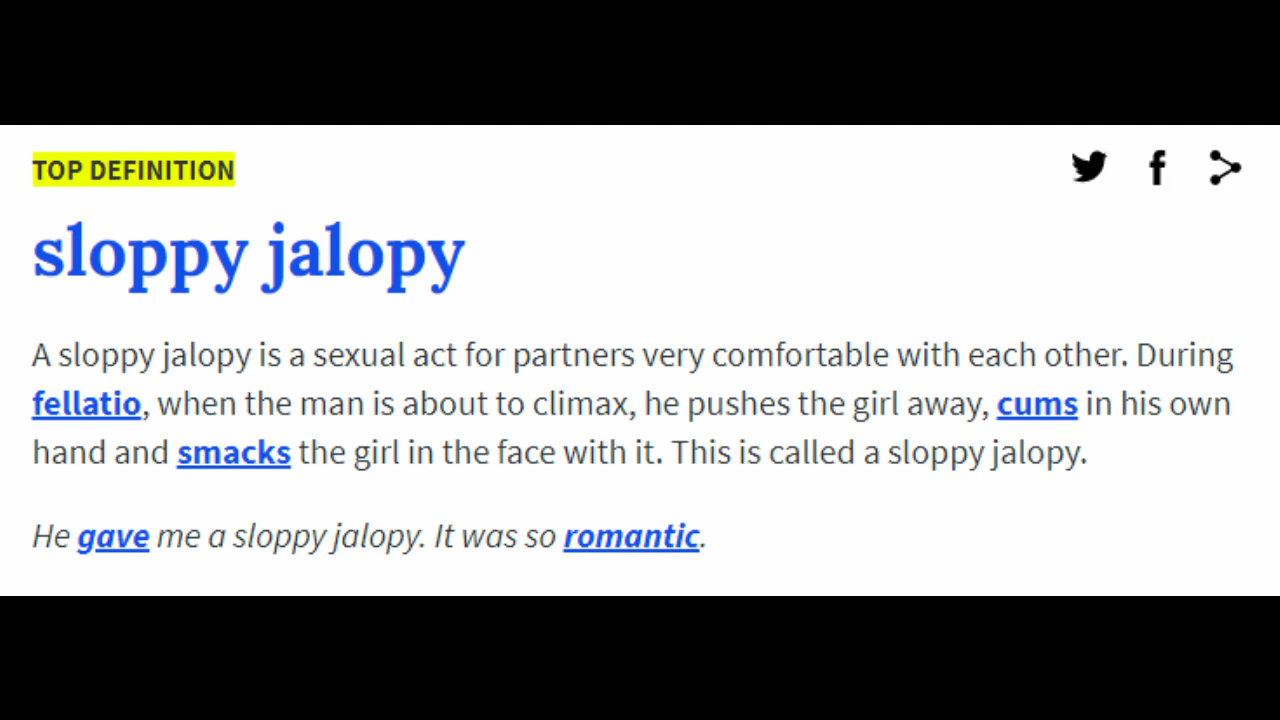 TOP DEFINITION
sloppy jalopy
A sloppy jalopy is a sexual act for partners very comfortable with each other. During
fellatio, when the man is about to climax, he pushes the girl away, cums in his own
hand and smacks the girl in the face with it. This is called a sloppy jalopy.
He gave me a sloppy jalopy. It was so romantic.